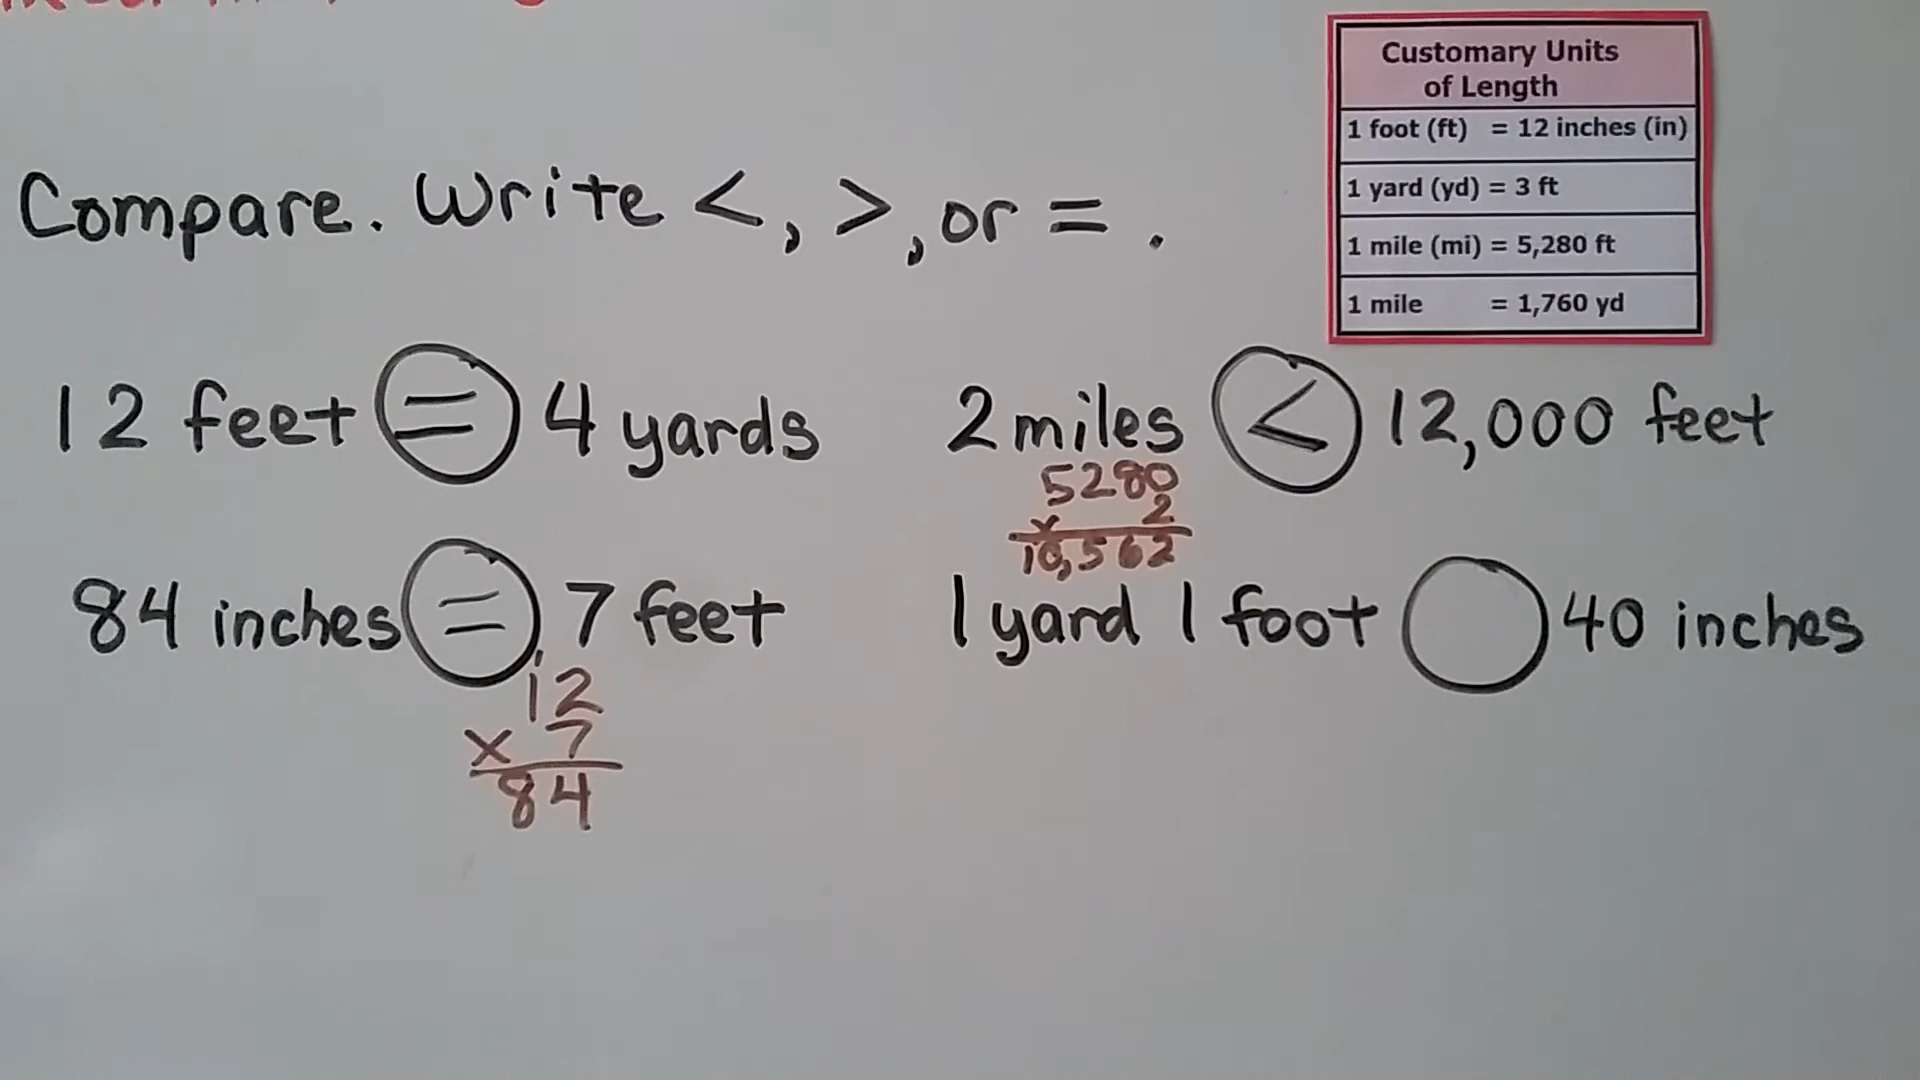 Customary Units
of Length
1 foot (ft) = 12 inches (in)
1 yard (yd) = 3 ft
1 mile (mi) = 5,280 ft
1 mile = 1,760 yd
Compare. Write <, >, or = .
12 feet = 4 yards
2 miles < 12,000 feet
5280
x 2
10,562
84 inches = 7 feet
1 yard 1 foot 40 inches
12
x 7
84